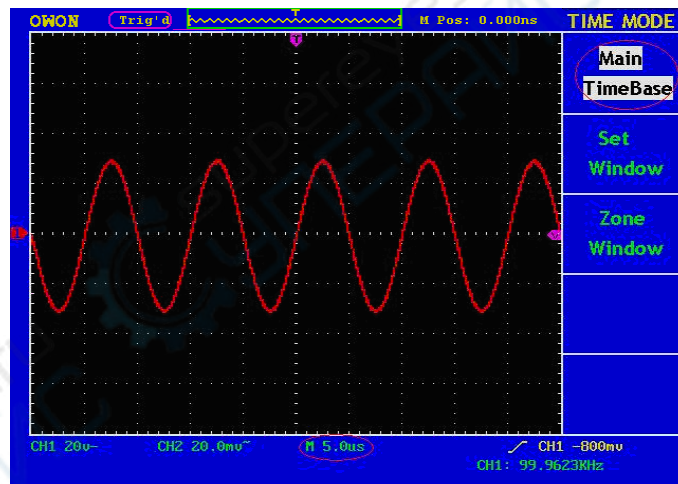 OWON Trig'd T M Pos: 0.000ns TIME MODE
T
Main
TimeBase
Set
Window
1
Zone
Window
CH1 20v- CH2 20.0mv~ M 5.0us CH1 -800mv
CH1: 99.9623KHz